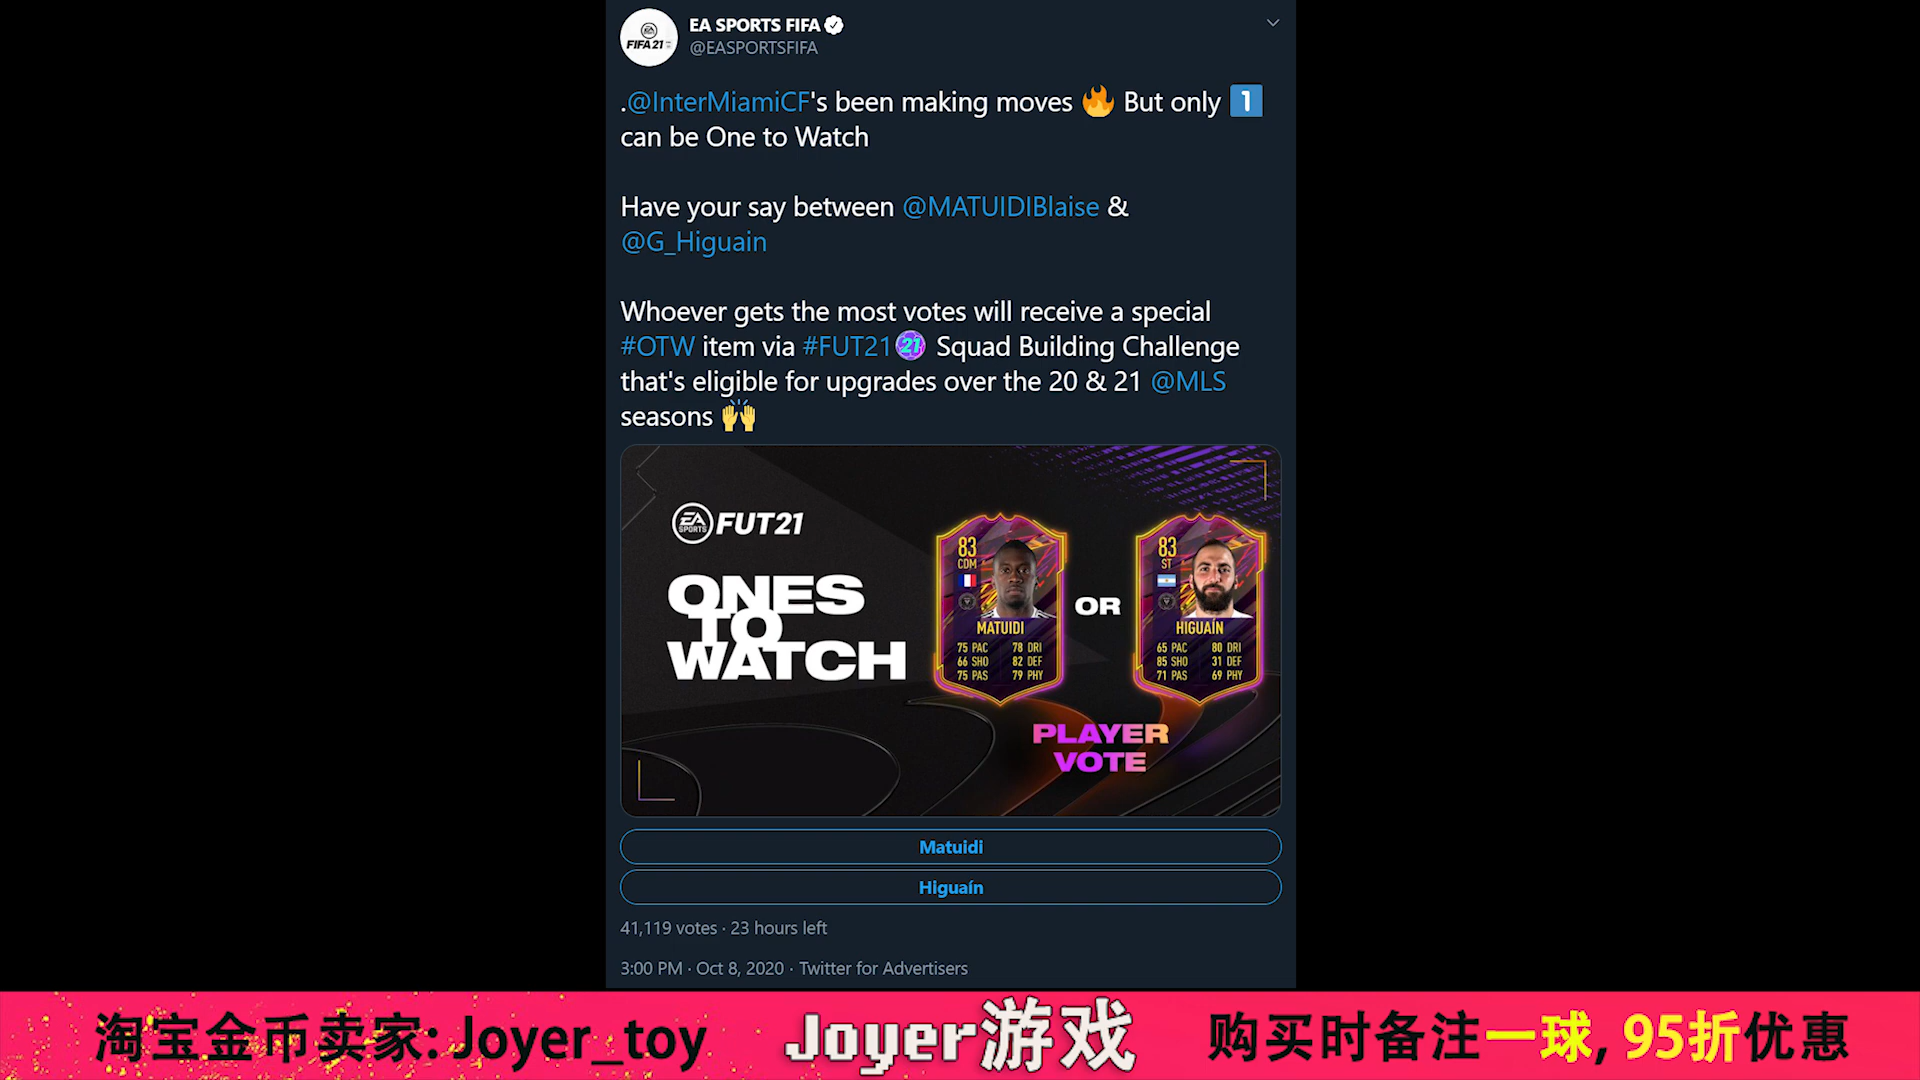 EA SPORTS FIFA
@EASPORTSFIFA
FIFA 21
.@InterMiamiCF's been making moves 🔥 But only 1️⃣
can be One to Watch
Have your say between @MATUIDIBlaise &
@G_Higuain
Whoever gets the most votes will receive a special
#OTW item via #FUT21 21 Squad Building Challenge
that's eligible for upgrades over the 20 & 21 @MLS
seasons 🙌
EA SPORTS FUT21
ONES
TO
WATCH
83
CDM
MATUIDI
75 PAC 78 DRI
66 SHO 82 DEF
75 PAS 79 PHY
OR
83
ST
HIGUAÍN
65 PAC 80 DRI
85 SHO 31 DEF
71 PAS 69 PHY
PLAYER
VOTE
Matuidi
Higuaín
41,119 votes · 23 hours left
3:00 PM · Oct 8, 2020 · Twitter for Advertisers
淘宝金币卖家: Joyer_toy
Joyer游戏
购买时备注一球, 95折优惠